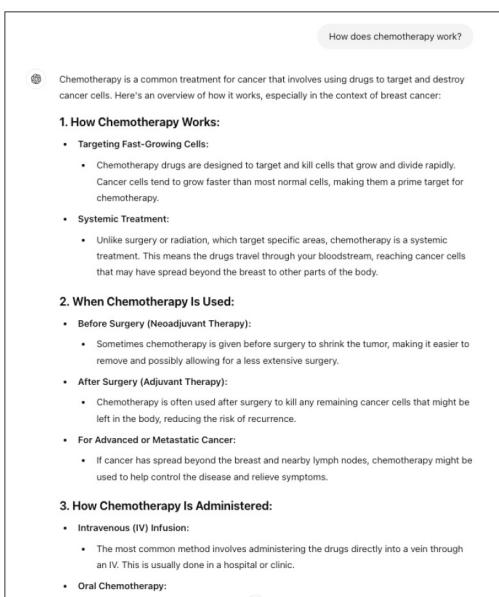 How does chemotherapy work?
Chemotherapy is a common treatment for cancer that involves using drugs to target and destroy
cancer cells. Here's an overview of how it works, especially in the context of breast cancer:
1. How Chemotherapy Works:
• Targeting Fast-Growing Cells:
• Chemotherapy drugs are designed to target and kill cells that grow and divide rapidly.
Cancer cells tend to grow faster than most normal cells, making them a prime target for
chemotherapy.
• Systemic Treatment:
• Unlike surgery or radiation, which target specific areas, chemotherapy is a systemic
treatment. This means the drugs travel through your bloodstream, reaching cancer cells
that may have spread beyond the breast to other parts of the body.
2. When Chemotherapy Is Used:
• Before Surgery (Neoadjuvant Therapy):
• Sometimes chemotherapy is given before surgery to shrink the tumor, making it easier to
remove and possibly allowing for a less extensive surgery.
• After Surgery (Adjuvant Therapy):
• Chemotherapy is often used after surgery to kill any remaining cancer cells that might be
left in the body, reducing the risk of recurrence.
• For Advanced or Metastatic Cancer:
• If cancer has spread beyond the breast and nearby lymph nodes, chemotherapy might be
used to help control the disease and relieve symptoms.
3. How Chemotherapy Is Administered:
• Intravenous (IV) Infusion:
• The most common method involves administering the drugs directly into a vein through
an IV. This is usually done in a hospital or clinic.
• Oral Chemotherapy: